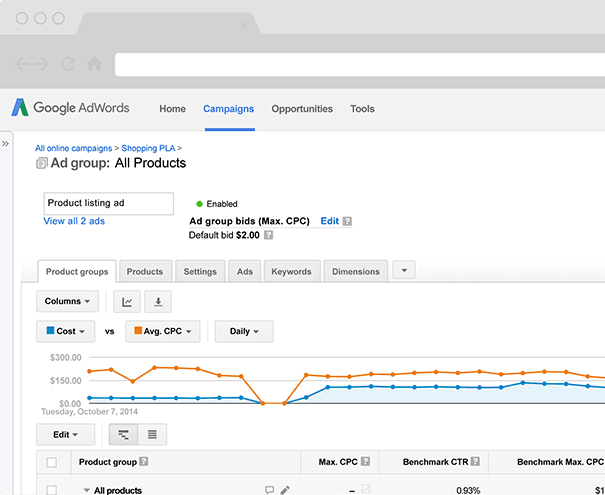 Google AdWords Home Campaigns Opportunities Tools
»
All online campaigns > Shopping PLA >
Ad group: All Products
Product listing ad
Enabled
View all 2 ads
Ad group bids (Max. CPC) Edit ?
Default bid $2.00 ?
Product groups Products Settings Ads Keywords Dimensions
Columns
Cost vs Avg. CPC Daily
$300.00
$150.00
$0.00
Tuesday, October 7, 2014
Edit
Product group ? Max. CPC ? Benchmark CTR ? Benchmark Max. CPC
All products – 0.93% $1